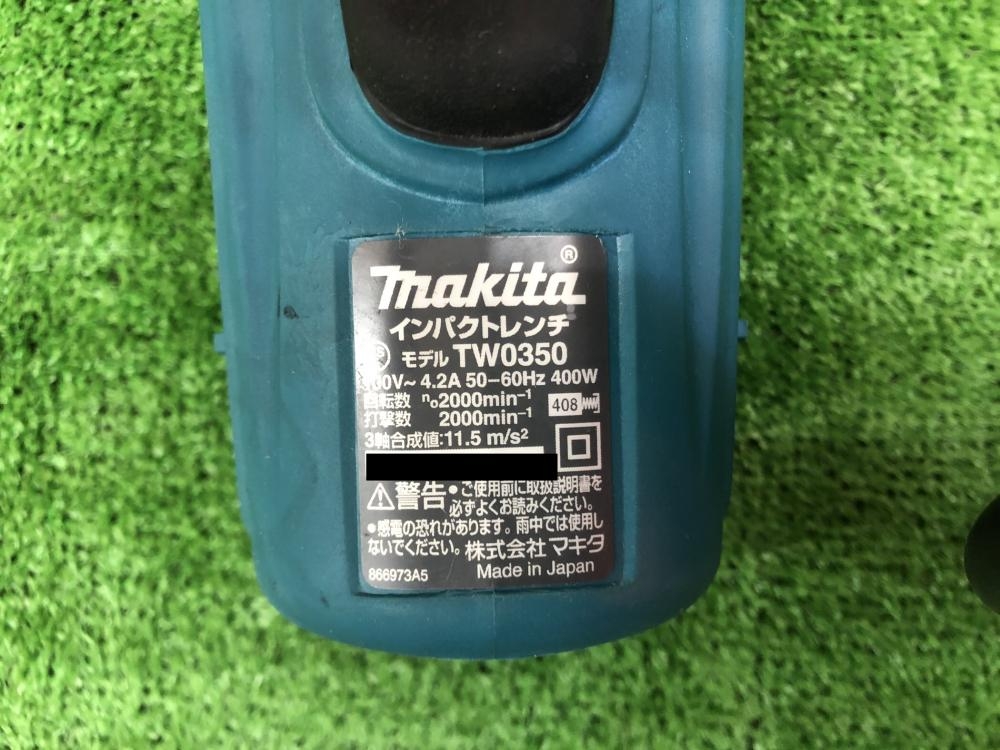 makita®
インパクトレンチ
モデル TW0350
100V~ 4.2A 50-60Hz 400W
回転数 n₀2000min⁻¹
打撃数 2000min⁻¹
408
3軸合成値:11.5 m/s²
⚠警告 •ご使用前に取扱説明書を
必ずよくお読みください。
•感電の恐れがあります。雨中では使用し
ないでください。 株式会社 マキタ
866973A5 Made in Japan